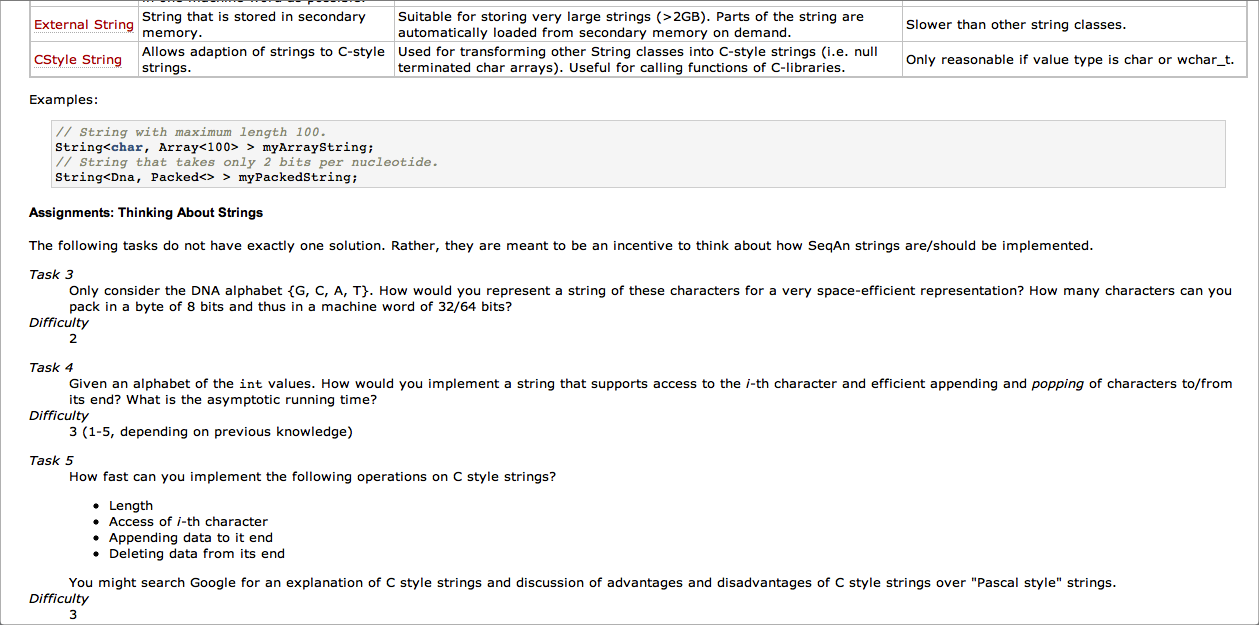 in one machine word as possible.
External String
String that is stored in secondary
memory.
Suitable for storing very large strings (>2GB). Parts of the string are
automatically loaded from secondary memory on demand.
Slower than other string classes.
CStyle String
Allows adaption of strings to C-style
strings.
Used for transforming other String classes into C-style strings (i.e. null
terminated char arrays). Useful for calling functions of C-libraries.
Only reasonable if value type is char or wchar_t.
Examples:
// String with maximum length 100.
String<char, Array<100> > myArrayString;
// String that takes only 2 bits per nucleotide.
String<Dna, Packed<> > myPackedString;
Assignments: Thinking About Strings
The following tasks do not have exactly one solution. Rather, they are meant to be an incentive to think about how SeqAn strings are/should be implemented.
Task 3
Only consider the DNA alphabet {G, C, A, T}. How would you represent a string of these characters for a very space-efficient representation? How many characters can you
pack in a byte of 8 bits and thus in a machine word of 32/64 bits?
Difficulty
2
Task 4
Given an alphabet of the int values. How would you implement a string that supports access to the i-th character and efficient appending and popping of characters to/from
its end? What is the asymptotic running time?
Difficulty
3 (1-5, depending on previous knowledge)
Task 5
How fast can you implement the following operations on C style strings?
• Length
• Access of i-th character
• Appending data to it end
• Deleting data from its end
You might search Google for an explanation of C style strings and discussion of advantages and disadvantages of C style strings over "Pascal style" strings.
Difficulty
3